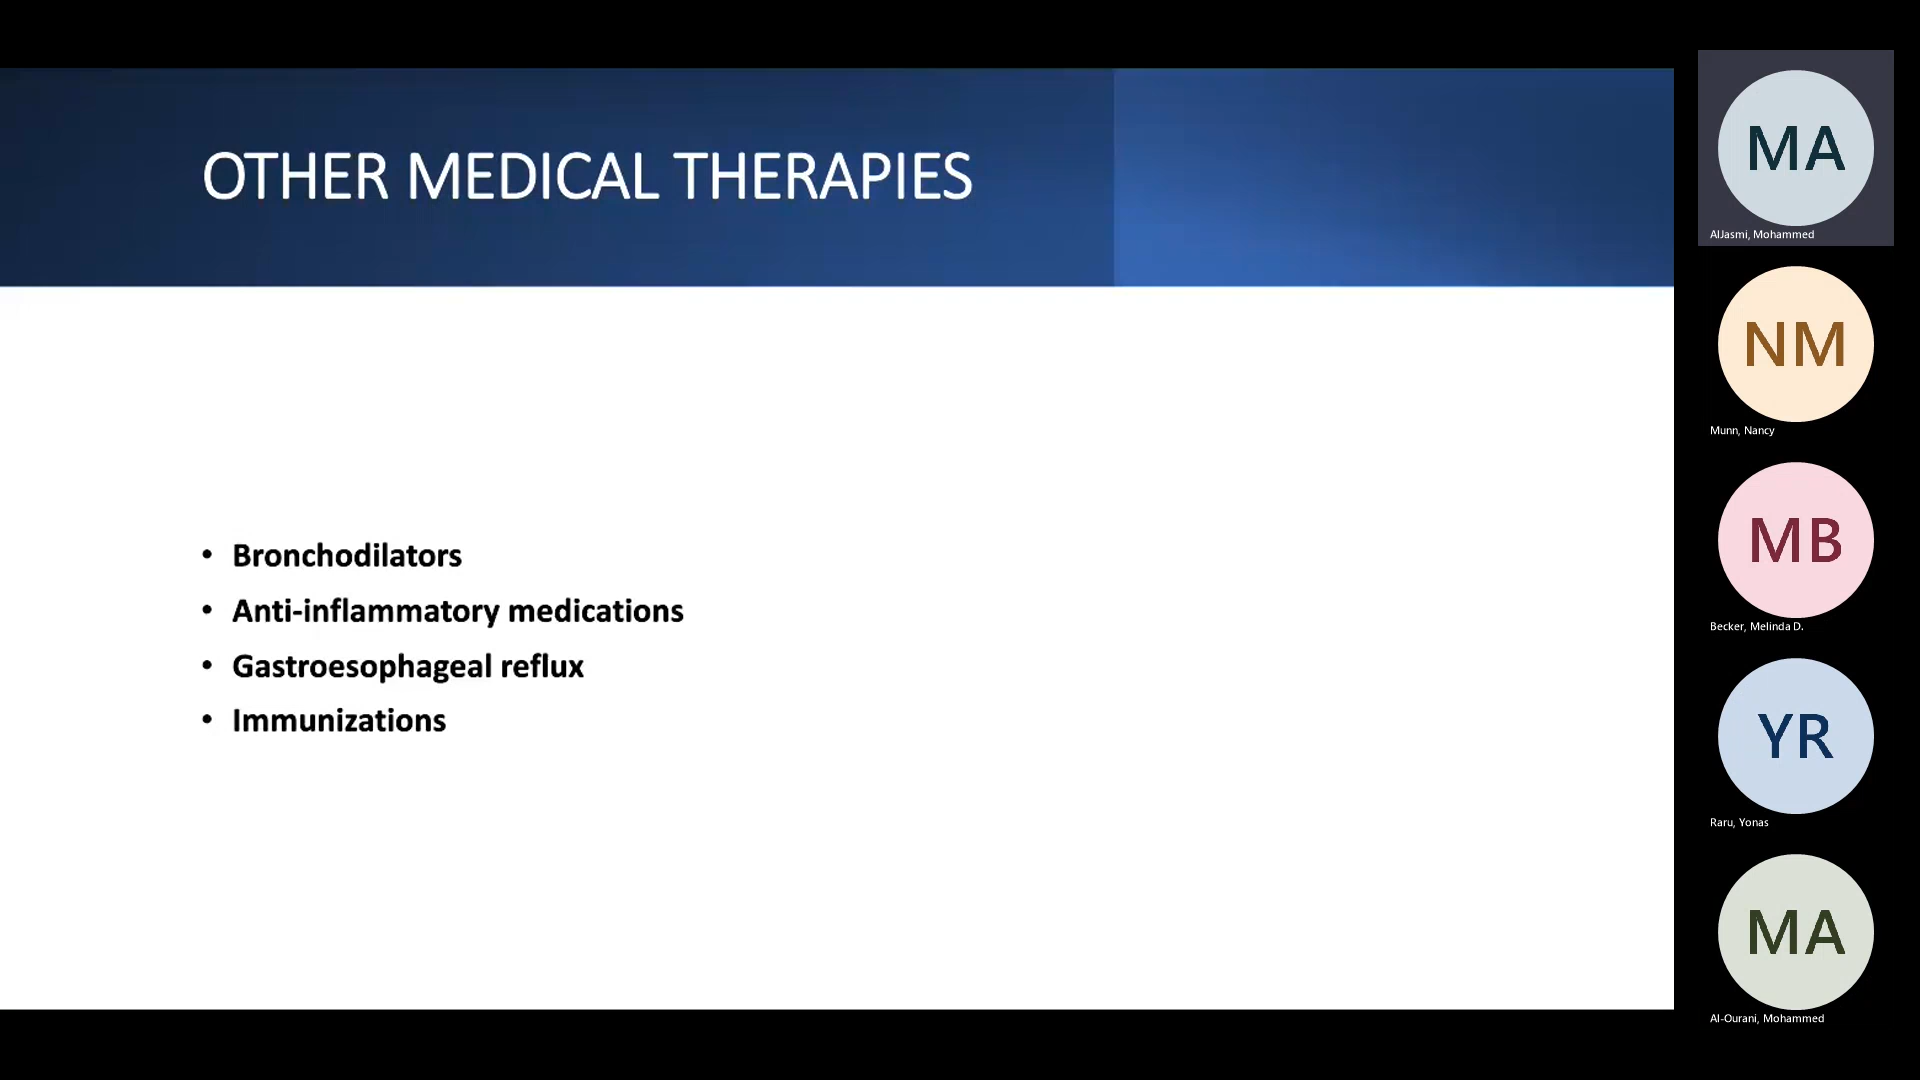 OTHER MEDICAL THERAPIES
• Bronchodilators
• Anti-inflammatory medications
• Gastroesophageal reflux
• Immunizations
MA
AlJasmi, Mohammed
NM
Munn, Nancy
MB
Becker, Melinda D.
YR
Raru, Yonas
MA
Al-Ourani, Mohammed